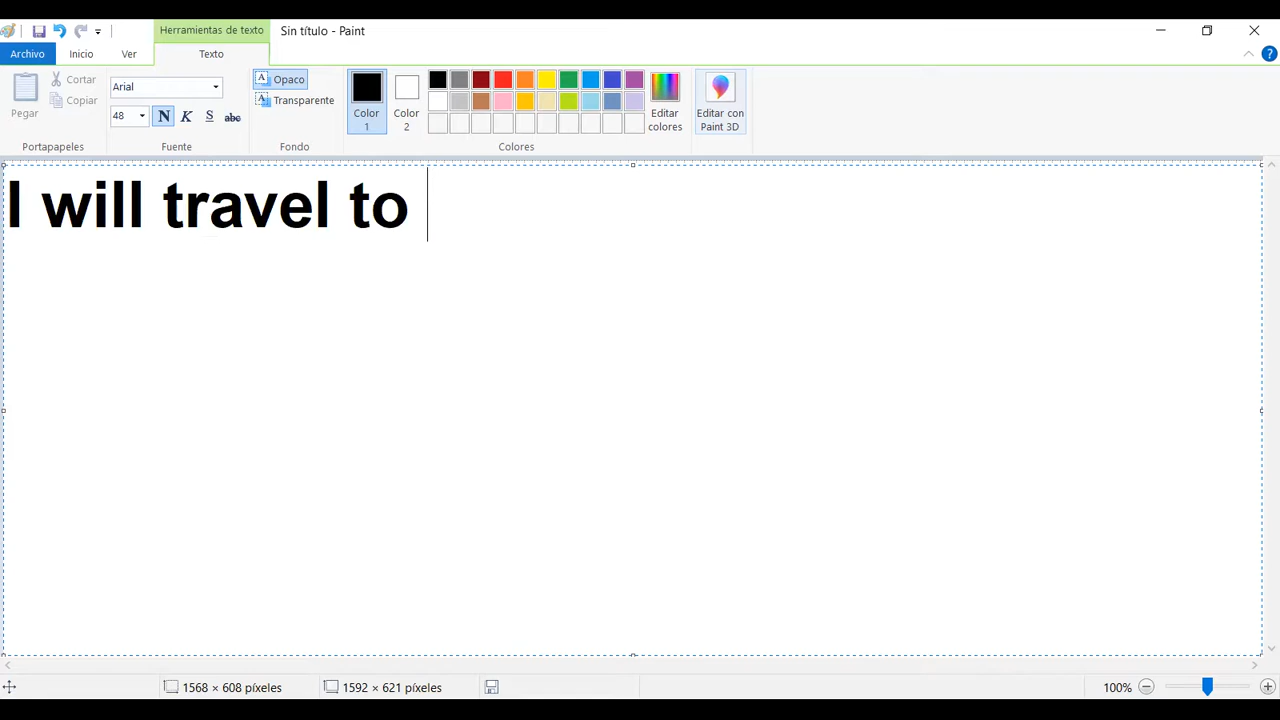 Herramientas de texto
Sin título - Paint
Archivo
Inicio
Ver
Texto
Pegar
Cortar
Copiar
Portapapeles
Arial
48
N K S abc
Fuente
Opaco
Transparente
Fondo
Color 1
Color 2
Editar colores
Colores
Editar con Paint 3D
I will travel to
1568 × 608 píxeles
1592 × 621 píxeles
100%